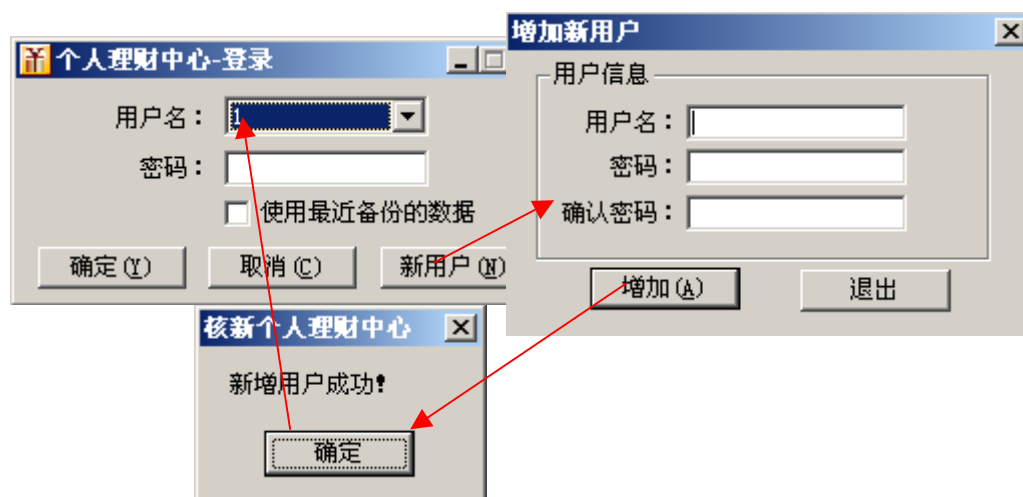 个人理财中心-登录
用户名：
1
密码：
使用最近备份的数据
确定(Y)
取消(C)
新用户(N)
增加新用户
用户信息
用户名：
密码：
确认密码：
增加(A)
退出
核新个人理财中心
新增用户成功!
确定